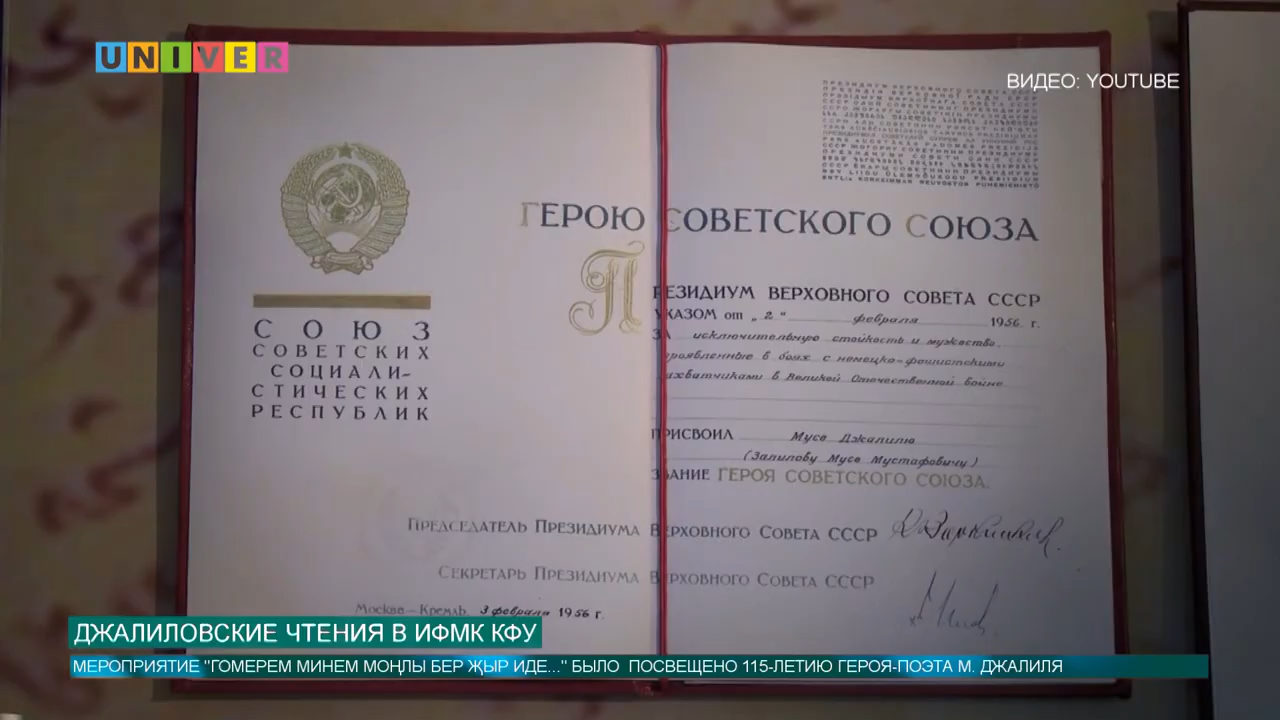 UNIVER
ВИДЕО: YOUTUBE
ГЕРОЮ СОВЕТСКОГО СОЮЗА
ПРЕЗИДИУМ ВЕРХОВНОГО СОВЕТА СССР
УКАЗОМ от „2" февраля 1956 г.
ЗА исключительную стойкость и мужество,
проявленные в боях с немецко-фашистскими
захватчиками в Великой Отечественной войне
ПРИСВОИЛ Мусе Джалилю
(Залилову Мусе Мустафовичу)
ЗВАНИЕ ГЕРОЯ СОВЕТСКОГО СОЮЗА.
СОЮЗ
СОВЕТСКИХ
СОЦИАЛИ–
СТИЧЕСКИХ
РЕСПУБЛИК
ПРЕДСЕДАТЕЛЬ ПРЕЗИДИУМА ВЕРХОВНОГО СОВЕТА СССР
СЕКРЕТАРЬ ПРЕЗИДИУМА ВЕРХОВНОГО СОВЕТА СССР
Москва—Кремль. 3 февраля 1956 г.
ДЖАЛИЛОВСКИЕ ЧТЕНИЯ В ИФМК КФУ
МЕРОПРИЯТИЕ "ГОМЕРЕМ МИНЕМ МОҢЛЫ БЕР ҖЫР ИДЕ..." БЫЛО ПОСВЕЩЕНО 115-ЛЕТИЮ ГЕРОЯ-ПОЭТА М. ДЖАЛИЛЯ